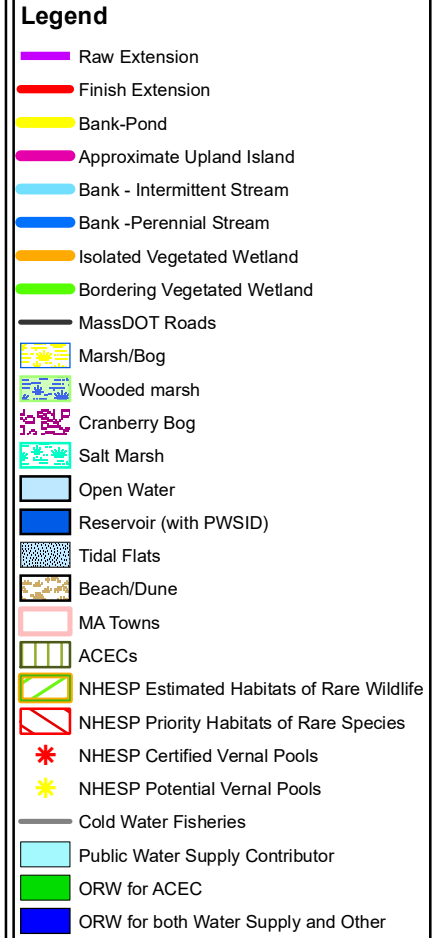 Legend
Raw Extension
Finish Extension
Bank-Pond
Approximate Upland Island
Bank - Intermittent Stream
Bank -Perennial Stream
Isolated Vegetated Wetland
Bordering Vegetated Wetland
MassDOT Roads
Marsh/Bog
Wooded marsh
Cranberry Bog
Salt Marsh
Open Water
Reservoir (with PWSID)
Tidal Flats
Beach/Dune
MA Towns
ACECs
NHESP Estimated Habitats of Rare Wildlife
NHESP Priority Habitats of Rare Species
NHESP Certified Vernal Pools
NHESP Potential Vernal Pools
Cold Water Fisheries
Public Water Supply Contributor
ORW for ACEC
ORW for both Water Supply and Other